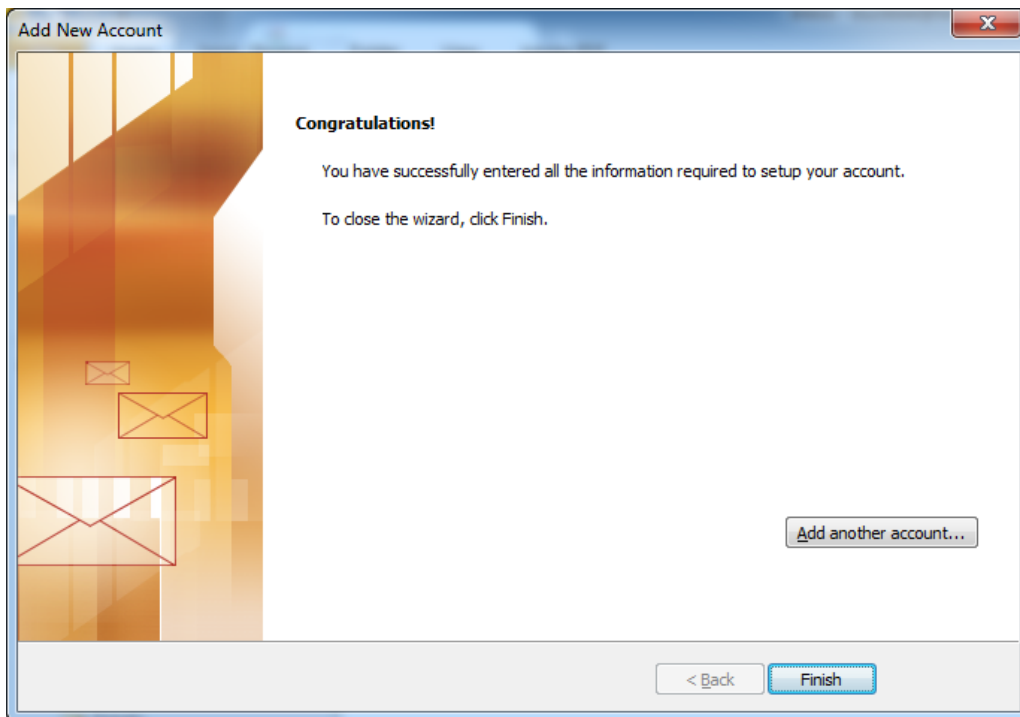 Add New Account
Congratulations!
You have successfully entered all the information required to setup your account.
To close the wizard, click Finish.
Add another account...
< Back
Finish